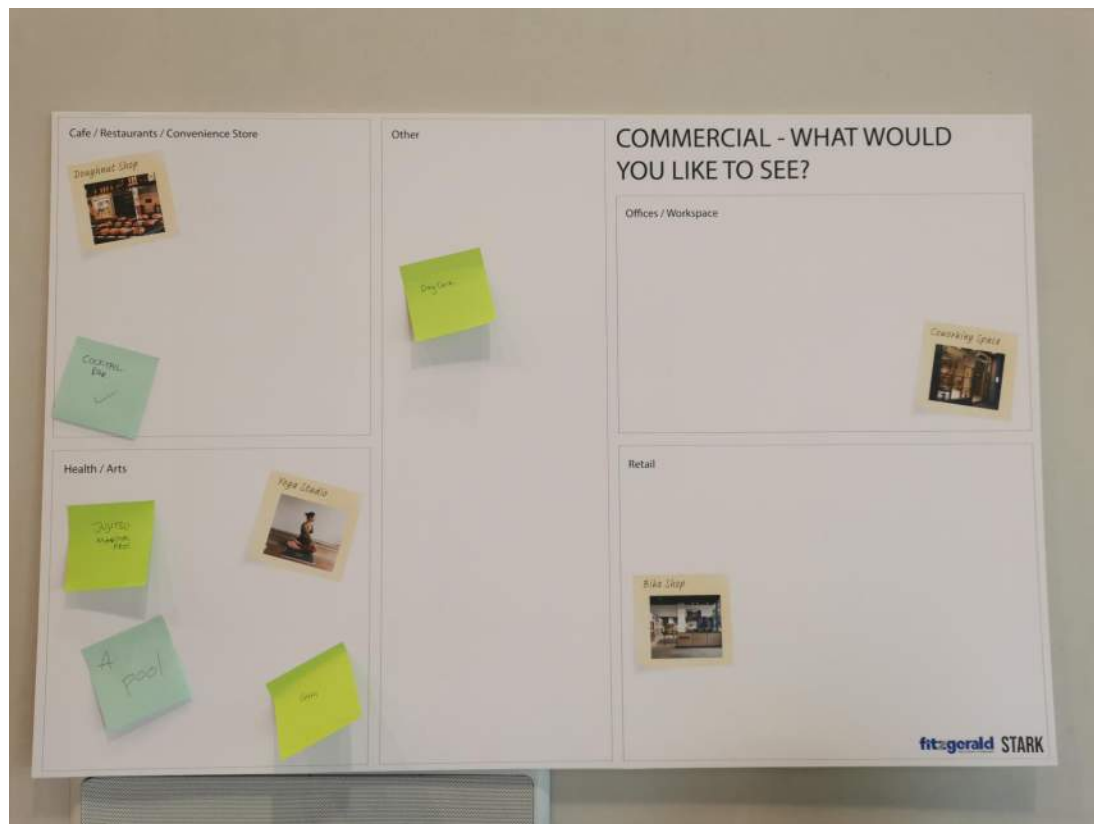 Cafe / Restaurants / Convenience Store
Doughnut Shop
COCKTAIL
BAR
Other
Day Care
COMMERCIAL - WHAT WOULD
YOU LIKE TO SEE?
Offices / Workspace
Coworking Space
Health / Arts
Yoga Studio
JUJITSU
MARTIAL
A
pool
Retail
Bike Shop
fitzgerald STARK